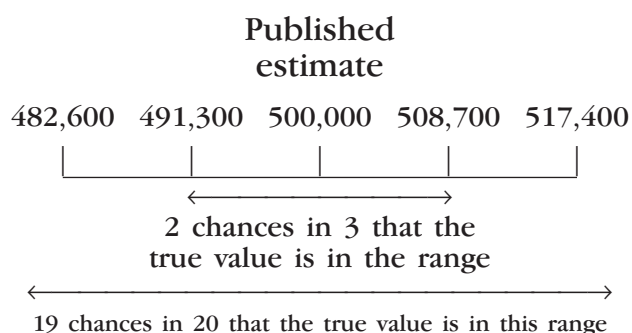 Published
estimate
482,600 491,300 500,000 508,700 517,400
2 chances in 3 that the
true value is in the range
19 chances in 20 that the true value is in this range